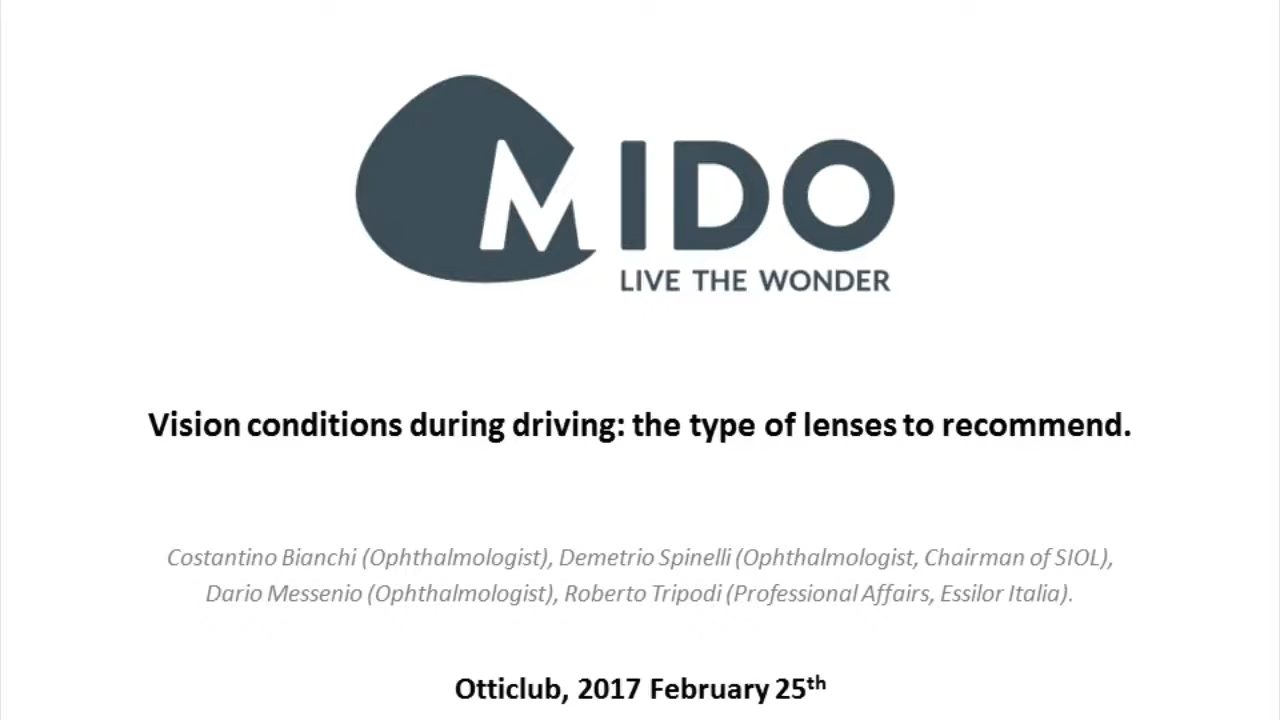 MIDO
LIVE THE WONDER
Vision conditions during driving: the type of lenses to recommend.
Costantino Bianchi (Ophthalmologist), Demetrio Spinelli (Ophthalmologist, Chairman of SIOL),
Dario Messenio (Ophthalmologist), Roberto Tripodi (Professional Affairs, Essilor Italia).
Otticlub, 2017 February 25th